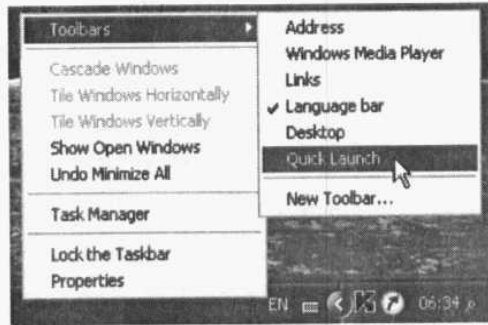 Toolbars
Cascade Windows
Tile Windows Horizontally
Tile Windows Vertically
Show Open Windows
Undo Minimize All
Task Manager
Lock the Taskbar
Properties
Address
Windows Media Player
Links
Language bar
Desktop
Quick Launch
New Toolbar...
EN 06:34 م